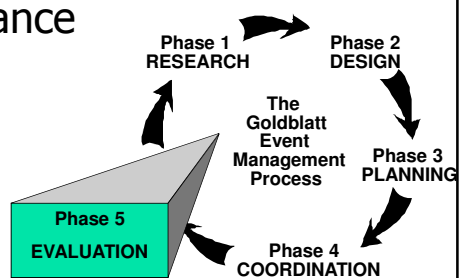 ance
Phase 1
RESEARCH
Phase 2
DESIGN
The
Goldblatt
Event
Management
Process
Phase 3
PLANNING
Phase 4
COORDINATION
Phase 5
EVALUATION